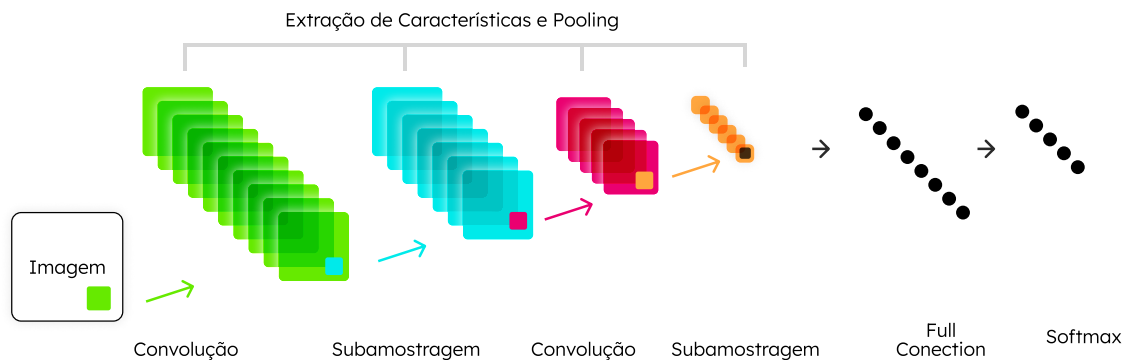 Extração de Características e Pooling
Imagem
Convolução
Subamostragem
Convolução
Subamostragem
Full
Conection
Softmax